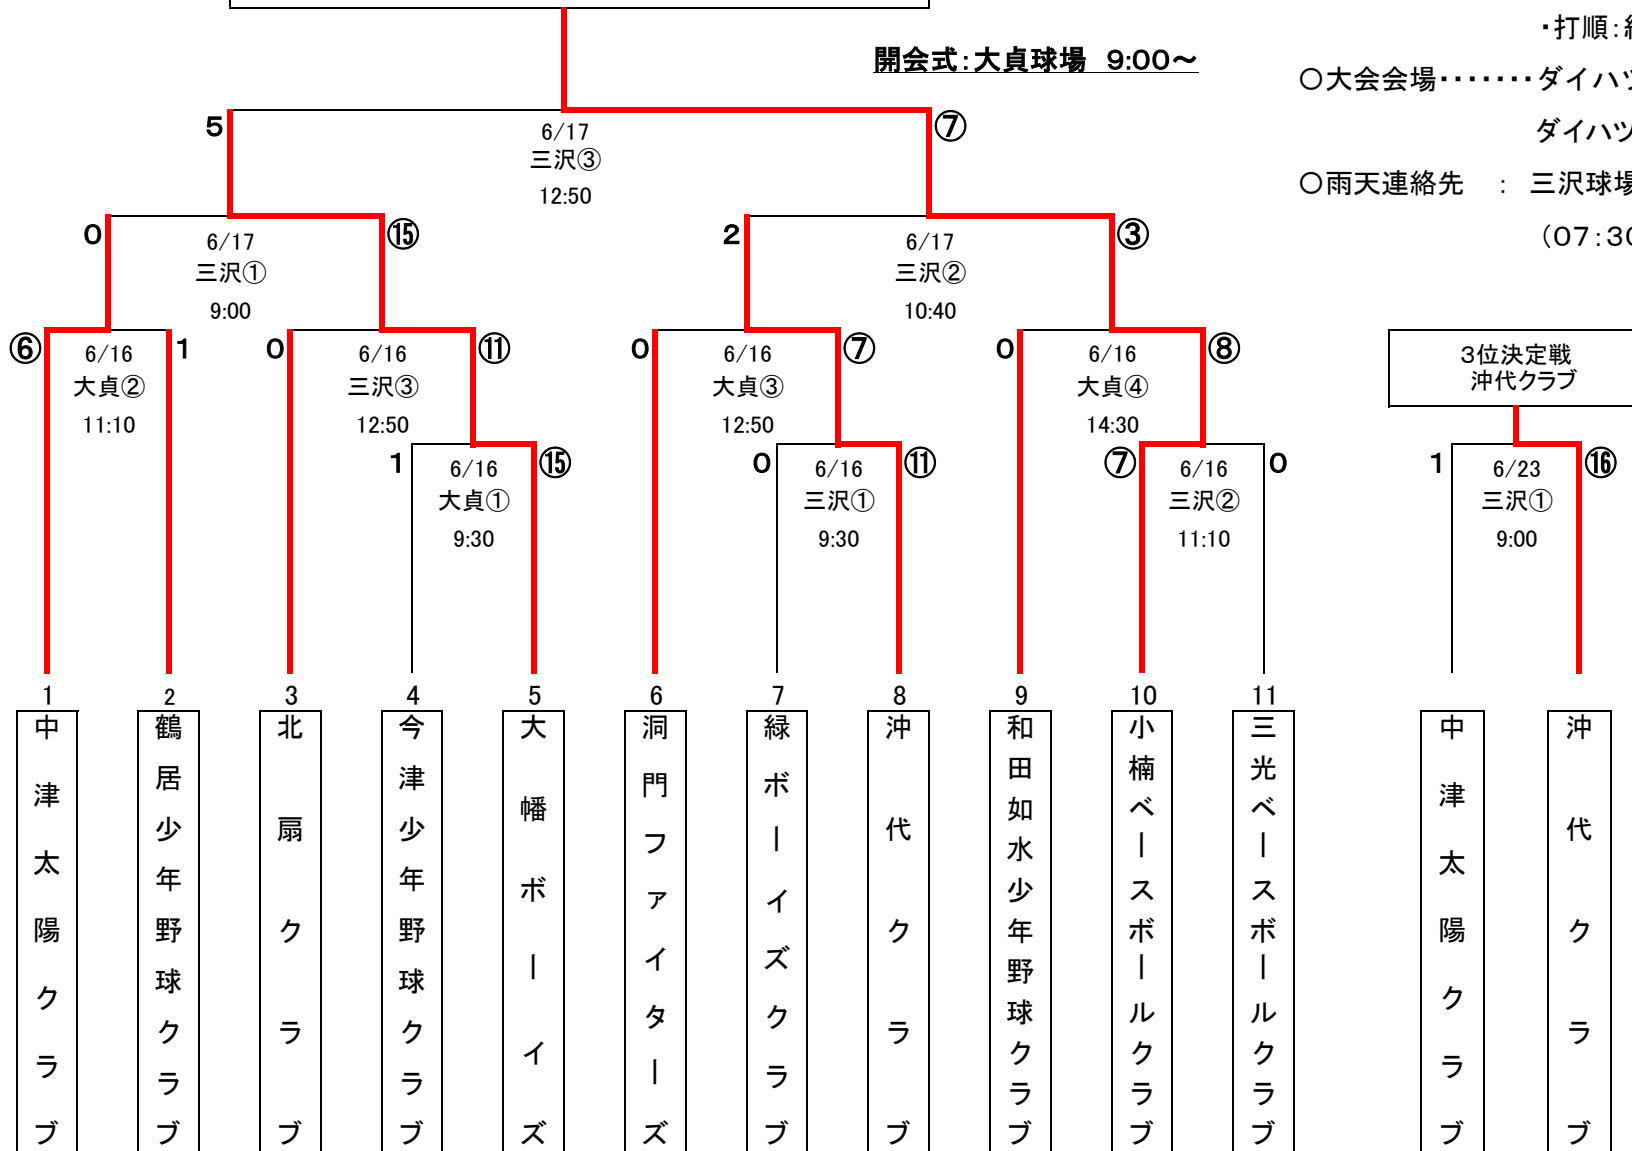 ・打順：
開会式：大貞球場　9:00～
○大会会場・・・・・・・ダイハツ
ダイハツ
5
6/17
三沢③
12:50
⑦
○雨天連絡先　：　三沢球場
（07：30
0
6/17
三沢①
9:00
⑮
2
6/17
三沢②
10:40
③
⑥
6/16
大貞②
11:10
1
0
6/16
三沢③
12:50
⑪
0
6/16
大貞③
12:50
⑦
0
6/16
大貞④
14:30
⑧
3位決定戦
沖代クラブ
1
6/16
大貞①
9:30
⑮
0
6/16
三沢①
9:30
⑪
⑦
6/16
三沢②
11:10
0
1
6/23
三沢①
9:00
⑯
1
中津太陽クラブ
2
鶴居少年野球クラブ
3
北扇クラブ
4
今津少年野球クラブ
5
大幡ボーイズ
6
洞門ファイターズ
7
緑ボーイズクラブ
8
沖代クラブ
9
和田如水少年野球クラブ
10
小楠ベースボールクラブ
11
三光ベースボールクラブ
中津太陽クラブ
沖代クラブ